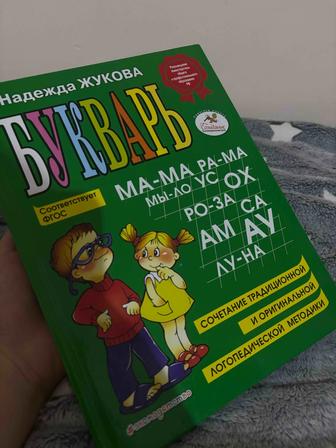 Надежда ЖУКОВА
БУКВАРЬ
Соответствует
ФГОС
МА-МА РА-МА
МЫ-ЛО УС ОХ
РО-ЗА СА
АМ АУ
ЛУ-НА
СОЧЕТАНИЕ ТРАДИЦИОННОЙ
И ОРИГИНАЛЬНОЙ
ЛОГОПЕДИЧЕСКОЙ МЕТОДИКИ